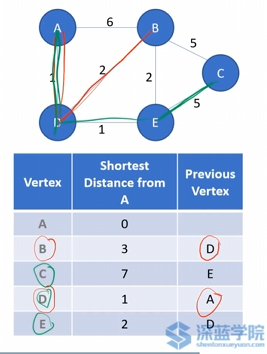 A
6
B
5
C
1
2
2
5
D
1
E
Vertex
Shortest Distance from A
Previous Vertex
A 0
B 3 D
C 7 E
D 1 A
E 2 D
深蓝学院
shenlanxueyuan.com